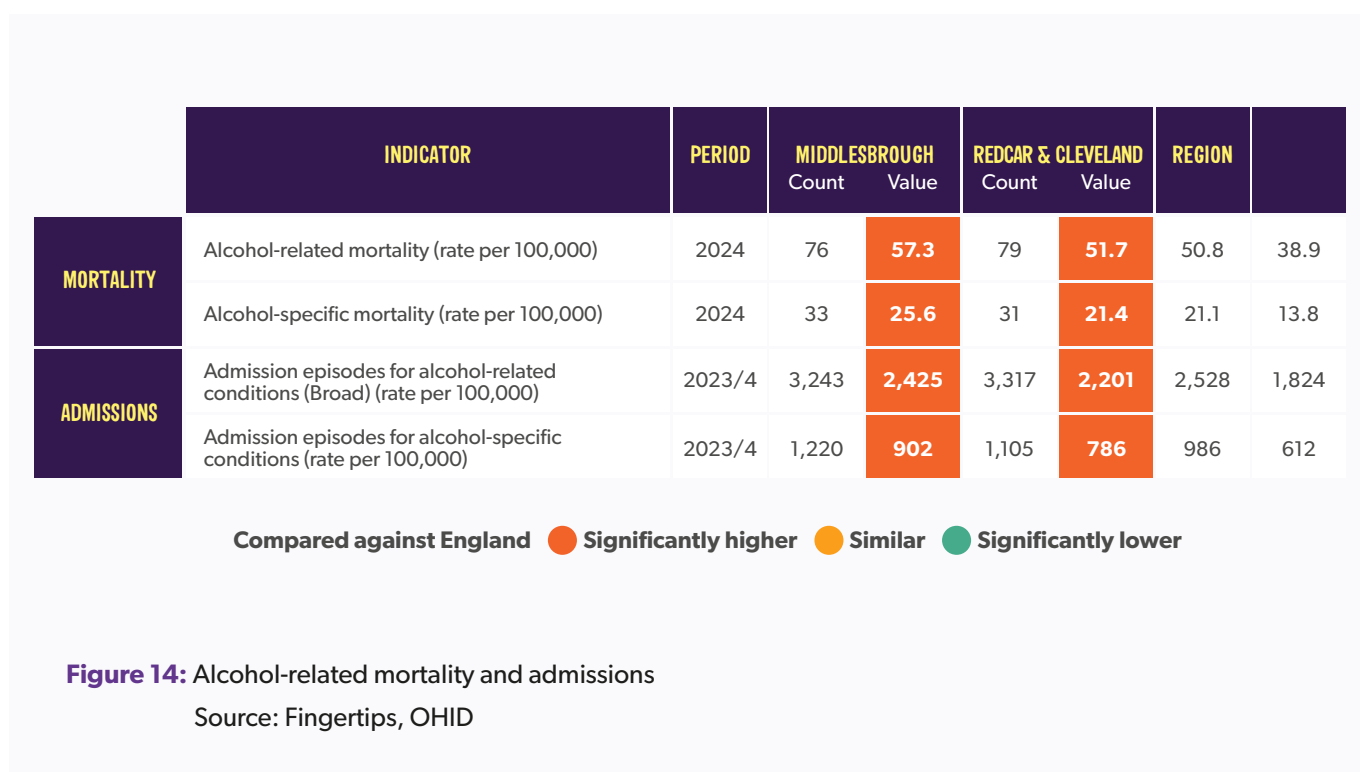 INDICATOR PERIOD MIDDLESBROUGH REDCAR & CLEVELAND REGION
Count Value Count Value
MORTALITY
Alcohol-related mortality (rate per 100,000) 2024 76 57.3 79 51.7 50.8 38.9
Alcohol-specific mortality (rate per 100,000) 2024 33 25.6 31 21.4 21.1 13.8
ADMISSIONS
Admission episodes for alcohol-related
conditions (Broad) (rate per 100,000) 2023/4 3,243 2,425 3,317 2,201 2,528 1,824
Admission episodes for alcohol-specific
conditions (rate per 100,000) 2023/4 1,220 902 1,105 786 986 612
Compared against England Significantly higher Similar Significantly lower
Figure 14: Alcohol-related mortality and admissions
Source: Fingertips, OHID